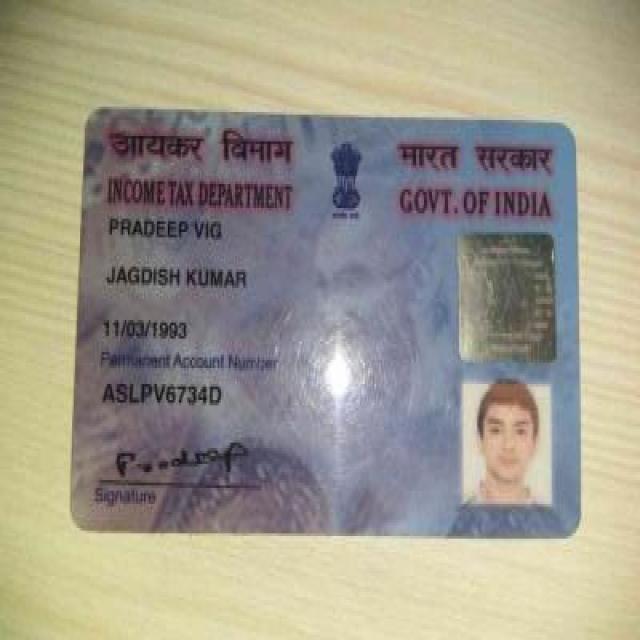 आयकर विभाग
भारत सरकार
INCOME TAX DEPARTMENT
GOVT. OF INDIA
PRADEEP VIG
JAGDISH KUMAR
11/03/1993
Permanent Account Number
ASLPV6734D
Signature